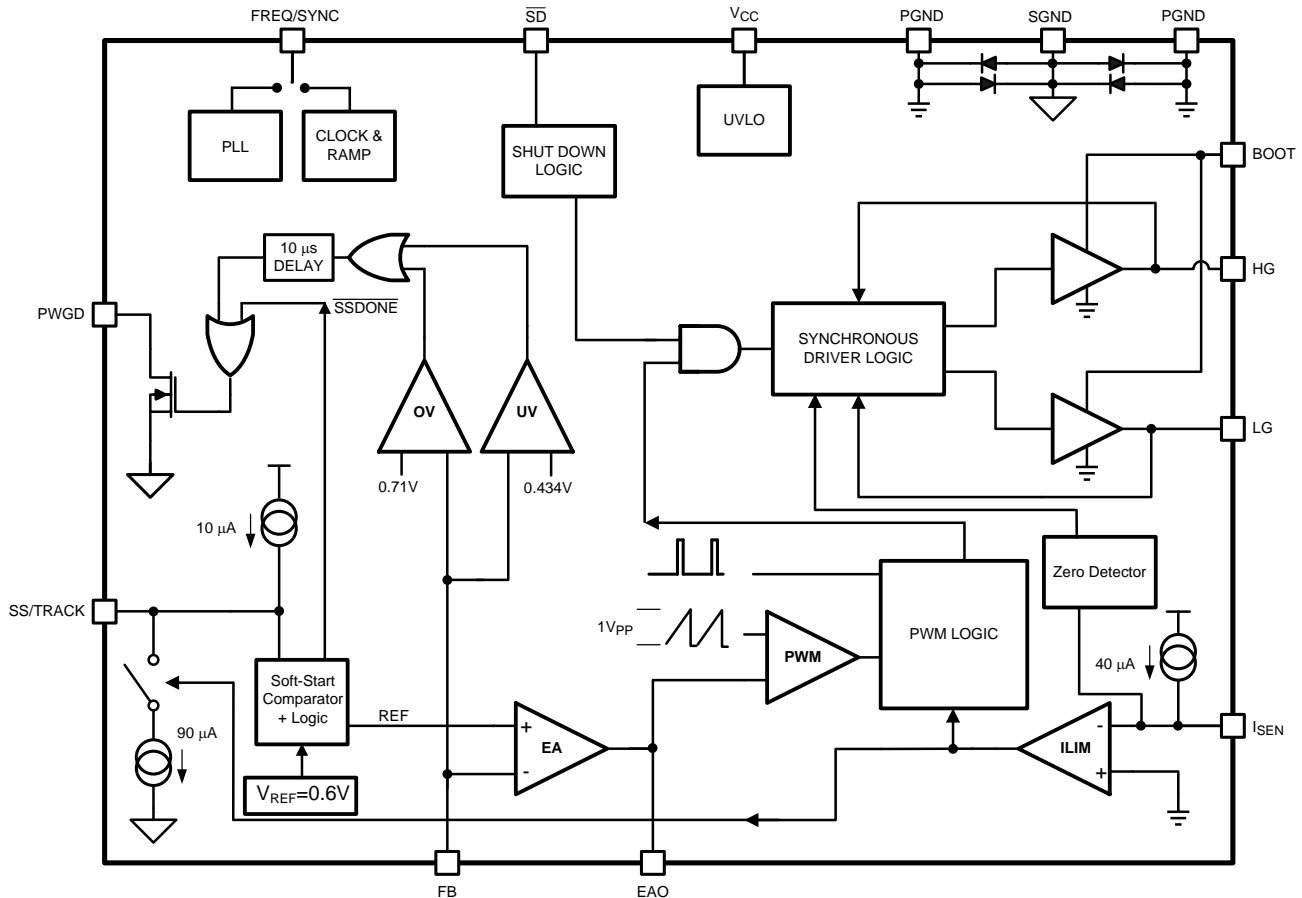 FREQ/SYNC
SD
VCC
PGND
SGND
PGND
PLL
CLOCK &
RAMP
SHUT DOWN
LOGIC
UVLO
BOOT
10 μs
DELAY
HG
PWGD
SSDONE
SYNCHRONOUS
DRIVER LOGIC
OV
UV
LG
0.71V
0.434V
10 μA
Zero Detector
SS/TRACK
1VPP
PWM
PWM LOGIC
40 μA
Soft-Start
Comparator
+ Logic
REF
+
-
EA
-
+
ILIM
ISEN
90 μA
VREF=0.6V
FB
EAO